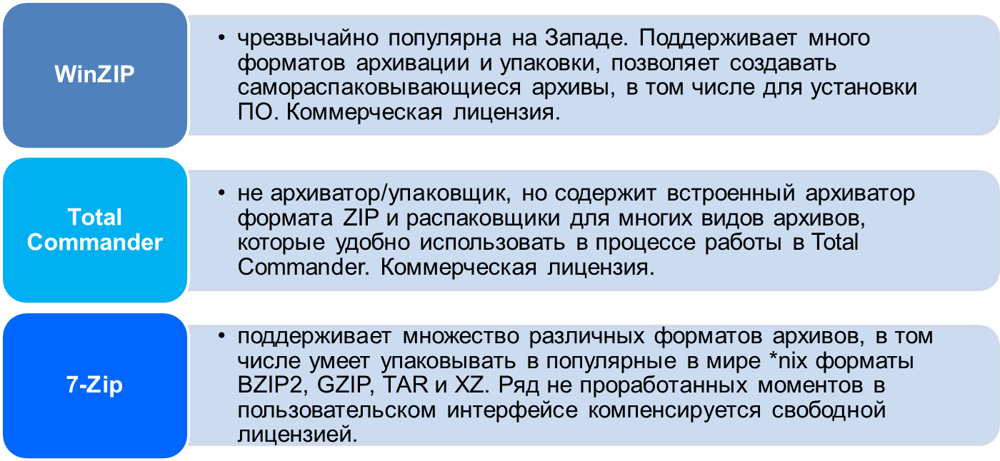 WinZIP
• чрезвычайно популярна на Западе. Поддерживает много
форматов архивации и упаковки, позволяет создавать
самораспаковывающиеся архивы, в том числе для установки
ПО. Коммерческая лицензия.
Total
Commander
• не архиватор/упаковщик, но содержит встроенный архиватор
формата ZIP и распаковщики для многих видов архивов,
которые удобно использовать в процессе работы в Total
Commander. Коммерческая лицензия.
7-Zip
• поддерживает множество различных форматов архивов, в том
числе умеет упаковывать в популярные в мире *nix форматы
BZIP2, GZIP, TAR и XZ. Ряд не проработанных моментов в
пользовательском интерфейсе компенсируется свободной
лицензией.